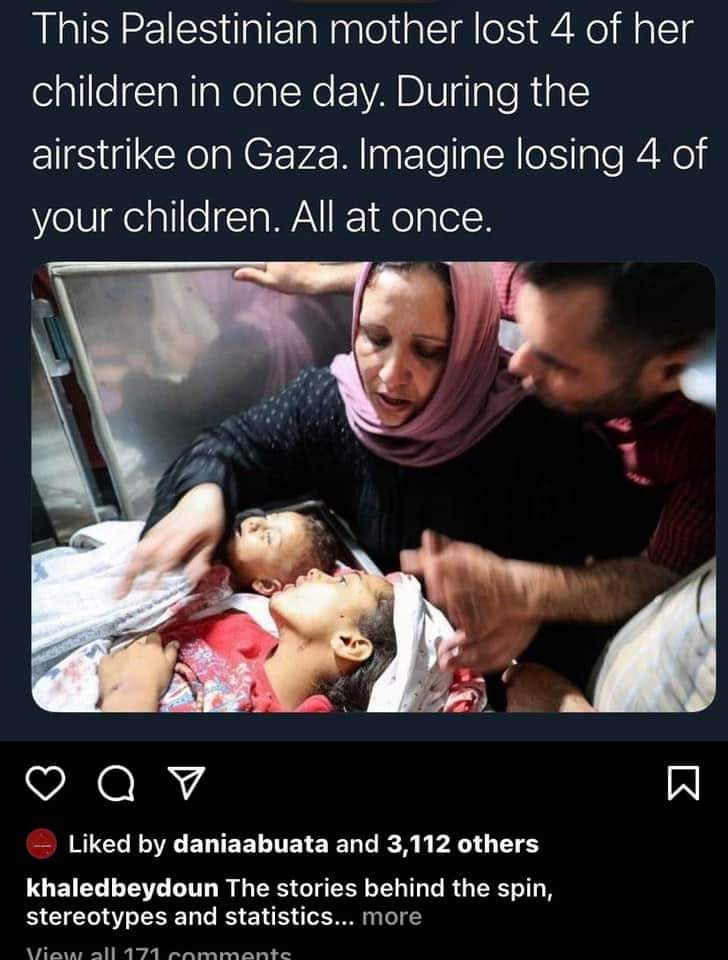 This Palestinian mother lost 4 of her
children in one day. During the
airstrike on Gaza. Imagine losing 4 of
your children. All at once.
Liked by daniaabuata and 3,112 others
khaledbeydoun The stories behind the spin,
stereotypes and statistics... more
View all 171 comments